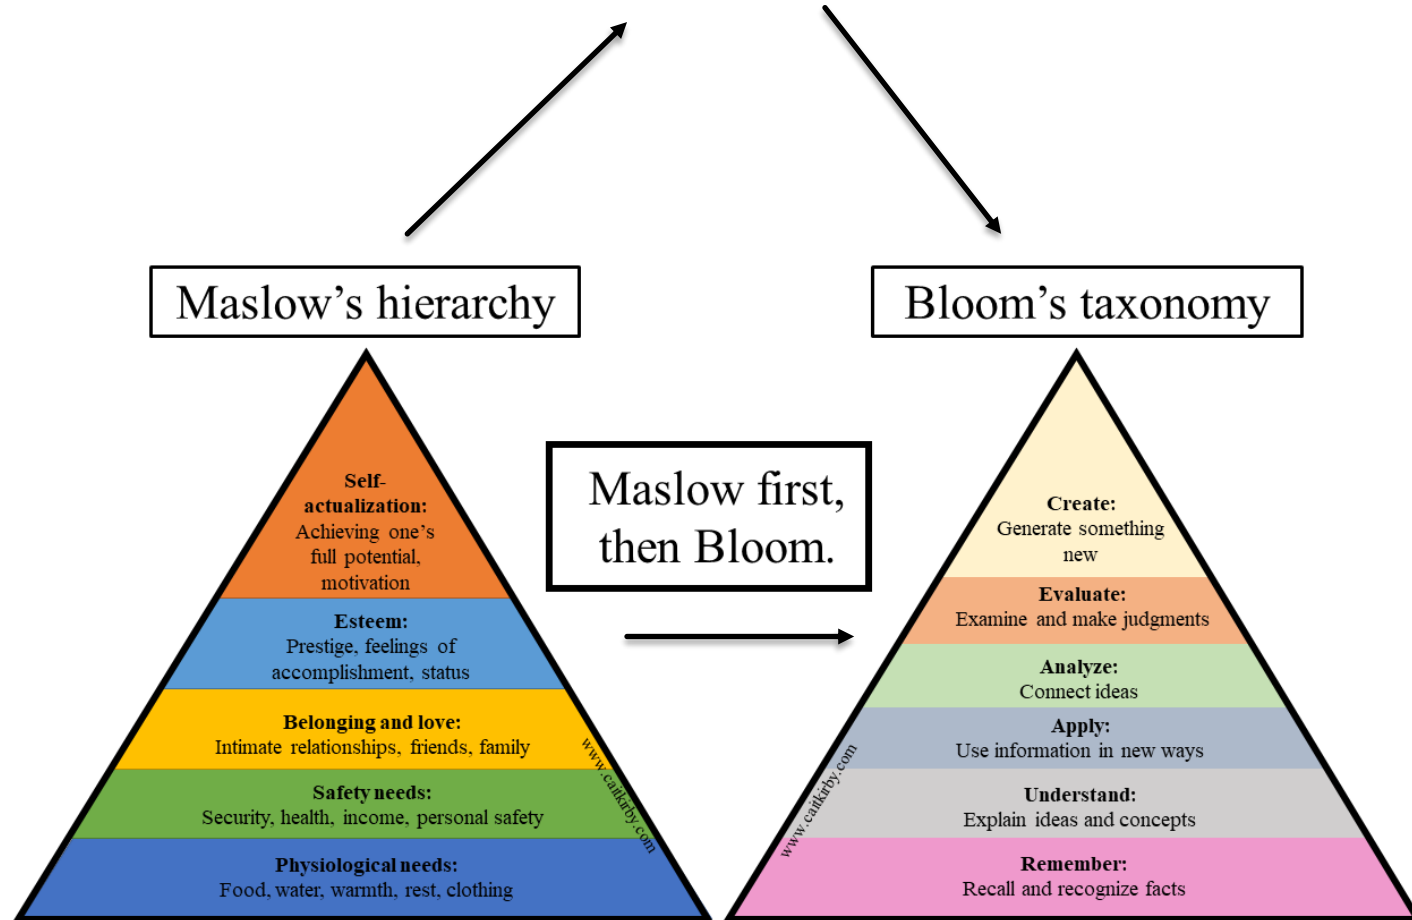 Maslow's hierarchy
Bloom's taxonomy
Maslow first,
then Bloom.
Self-
actualization:
Achieving one's
full potential,
motivation
Esteem:
Prestige, feelings of
accomplishment, status
Belonging and love:
Intimate relationships, friends, family
Safety needs:
Security, health, income, personal safety
Physiological needs:
Food, water, warmth, rest, clothing
www.caitkirby.com
Create:
Generate something
new
Evaluate:
Examine and make judgments
Analyze:
Connect ideas
Apply:
Use information in new ways
Understand:
Explain ideas and concepts
Remember:
Recall and recognize facts
www.caitkirby.com